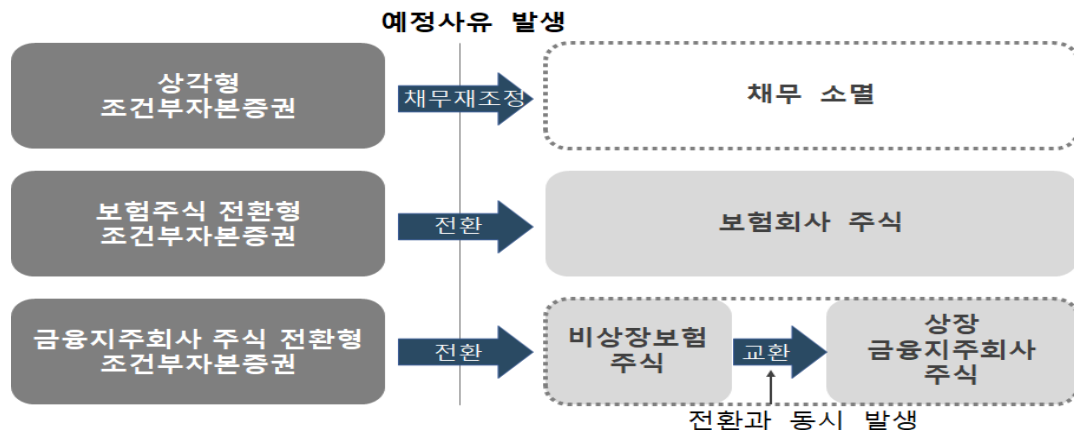 예정사유 발생
상각형
조건부자본증권
채무재조정
채무 소멸
보험주식 전환형
조건부자본증권
전환
보험회사 주식
금융지주회사 주식 전환형
조건부자본증권
전환
비상장보험
주식
교환
상장
금융지주회사
주식
전환과 동시 발생